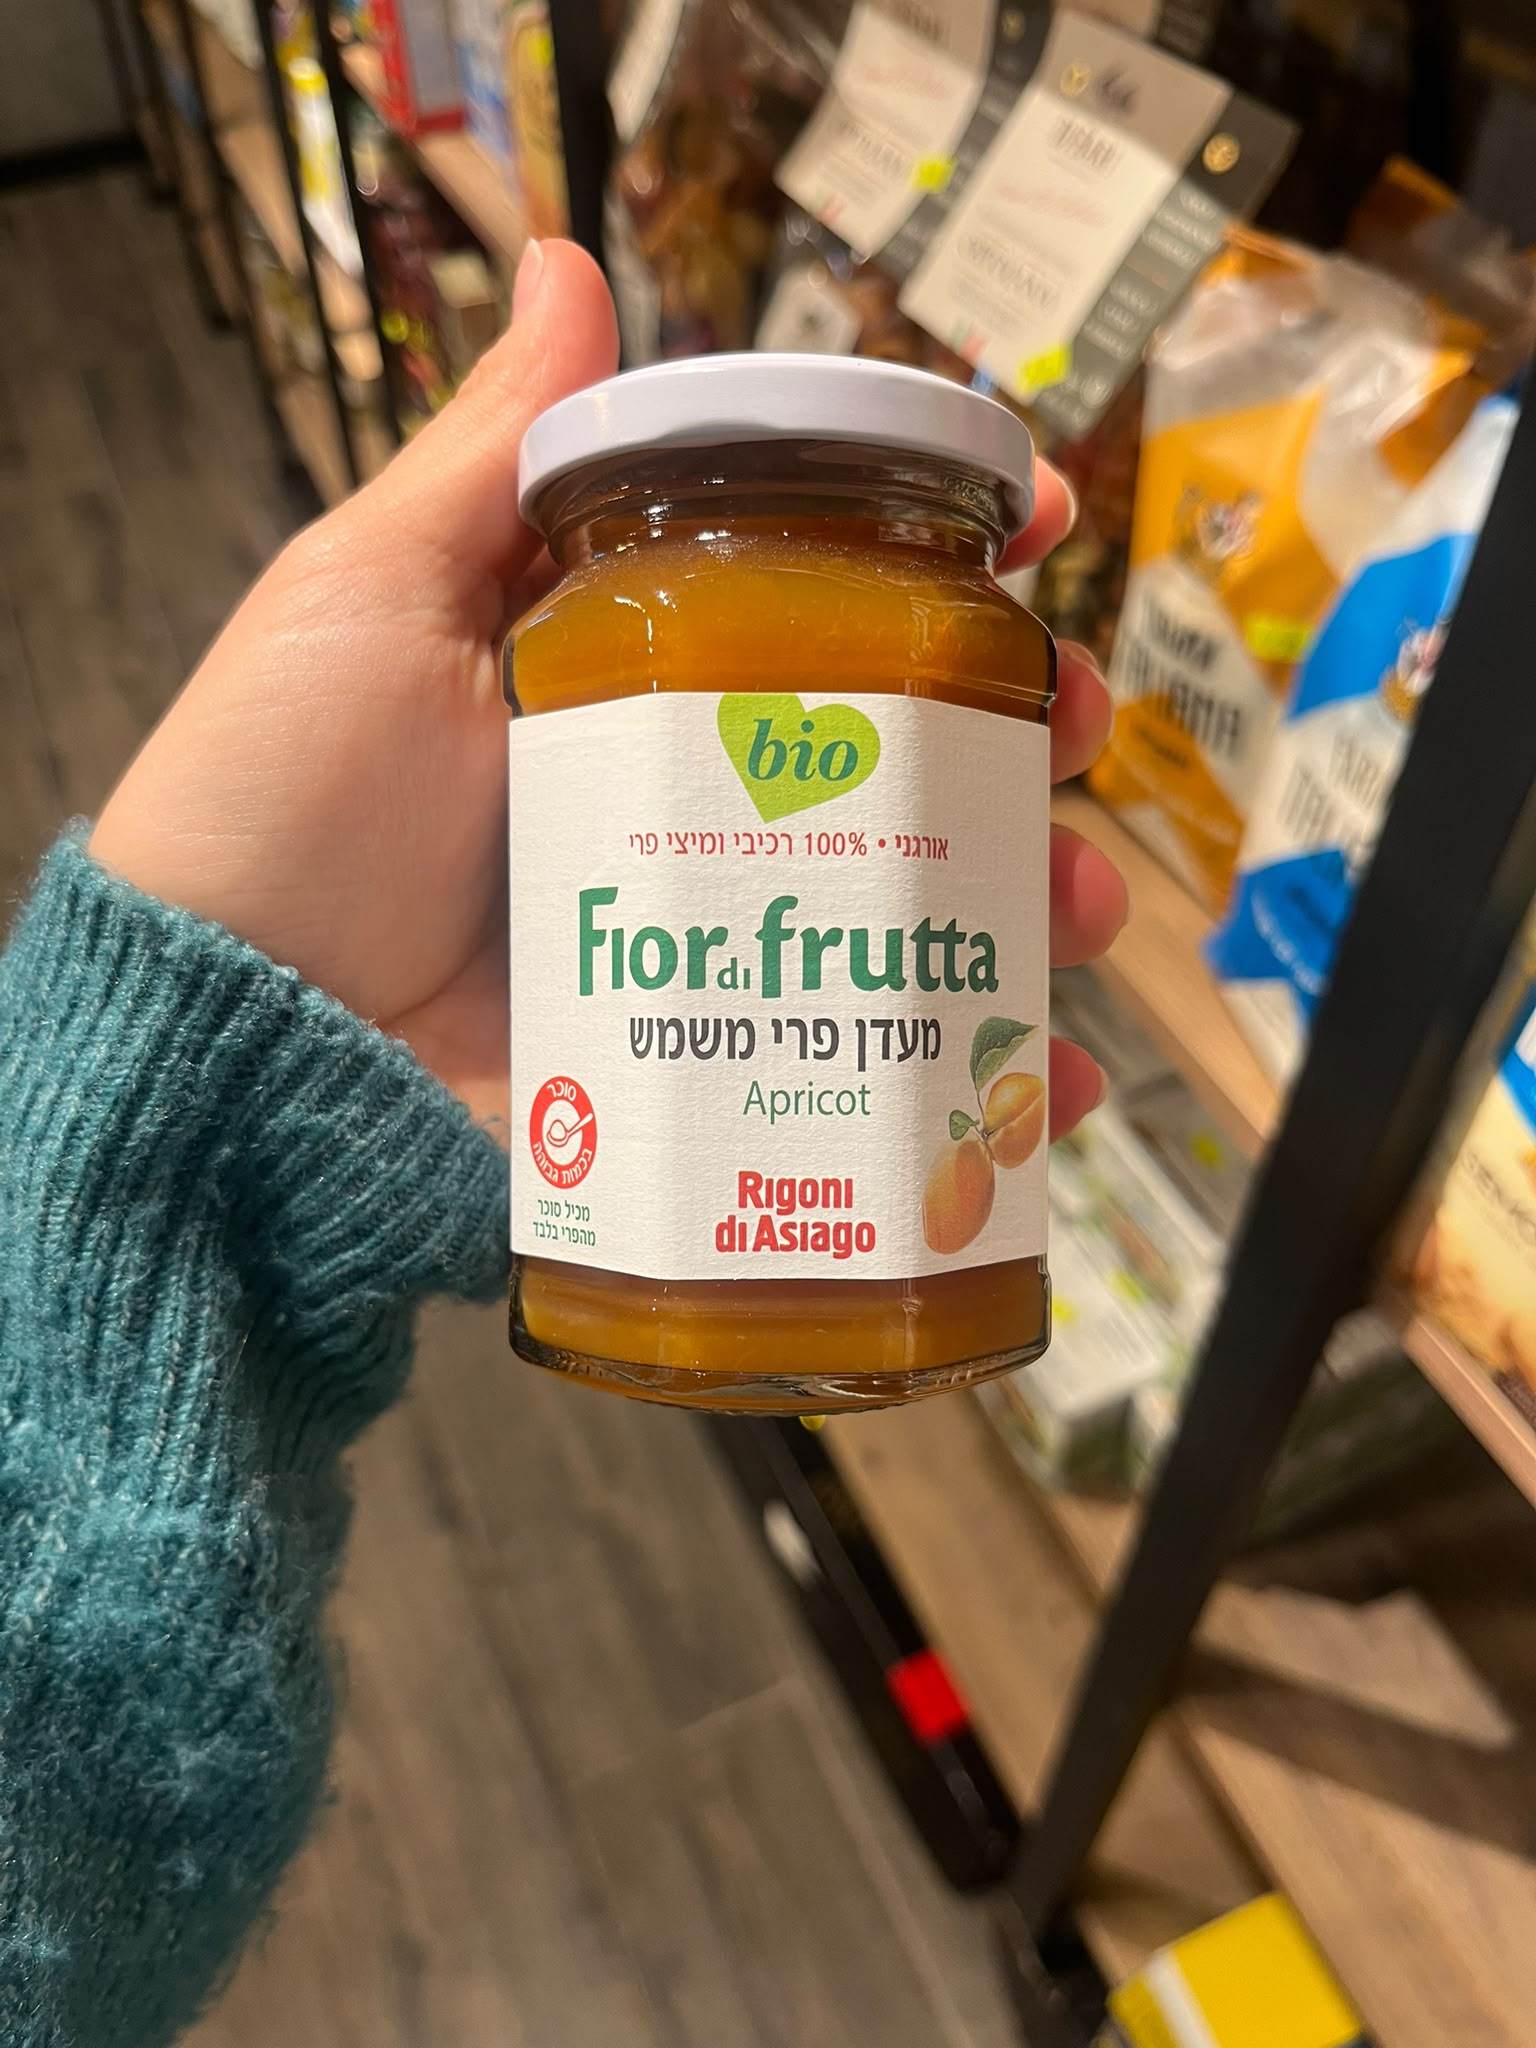 bio
אורגני • 100% רכיבי ומיצי פרי
Fior di frutta
מעדן פרי משמש
Apricot
סוכר
בכמות גבוהה
מכיל סוכר
מהפרי בלבד
Rigoni
di Asiago